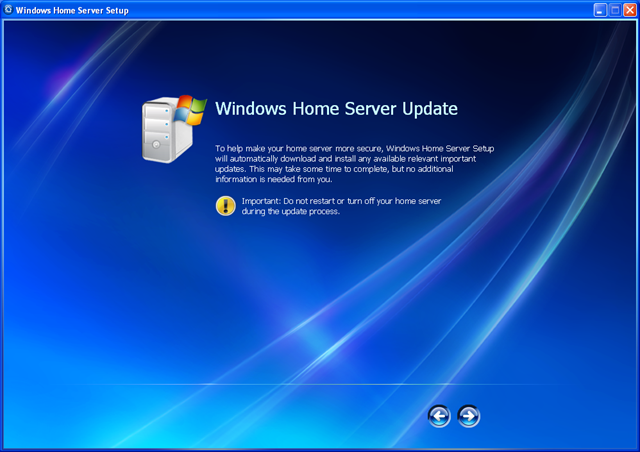 Windows Home Server Setup
Windows Home Server Update
To help make your home server more secure, Windows Home Server Setup
will automatically download and install any available relevant important
updates. This may take some time to complete, but no additional
information is needed from you.
Important: Do not restart or turn off your home server
during the update process.